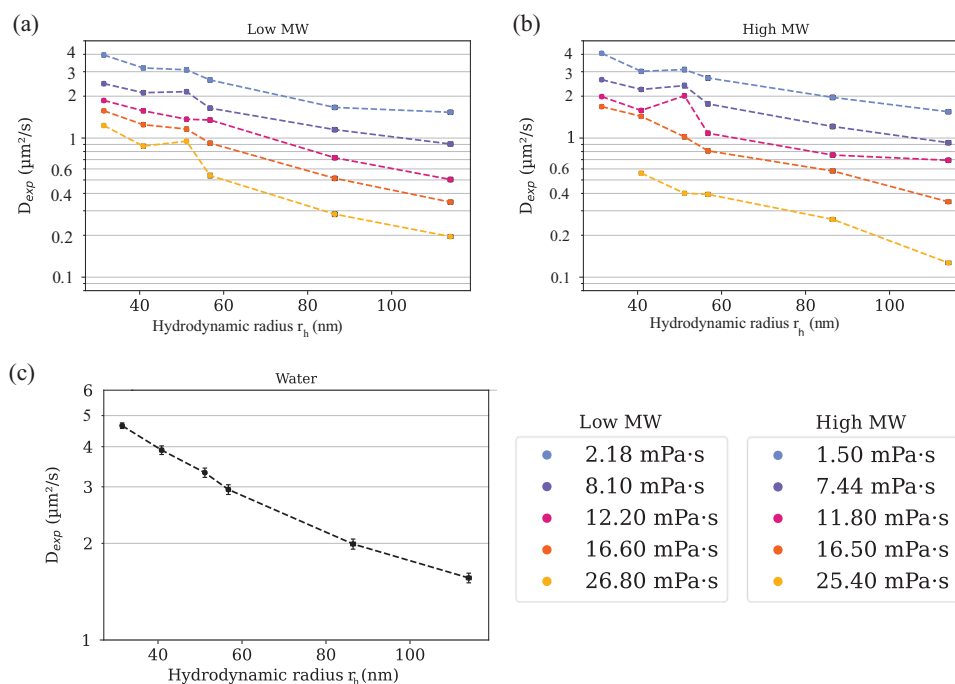 (a)
Low MW
D_exp (µm²/s)
4
3
2
1
0.6
0.4
0.2
0.1
40
60
80
100
Hydrodynamic radius r_h (nm)
(b)
High MW
D_exp (µm²/s)
4
3
2
1
0.6
0.4
0.2
0.1
40
60
80
100
Hydrodynamic radius r_h (nm)
(c)
Water
D_exp (µm²/s)
6
5
4
3
2
1
40
60
80
100
Hydrodynamic radius r_h (nm)
Low MW
2.18 mPa·s
8.10 mPa·s
12.20 mPa·s
16.60 mPa·s
26.80 mPa·s
High MW
1.50 mPa·s
7.44 mPa·s
11.80 mPa·s
16.50 mPa·s
25.40 mPa·s